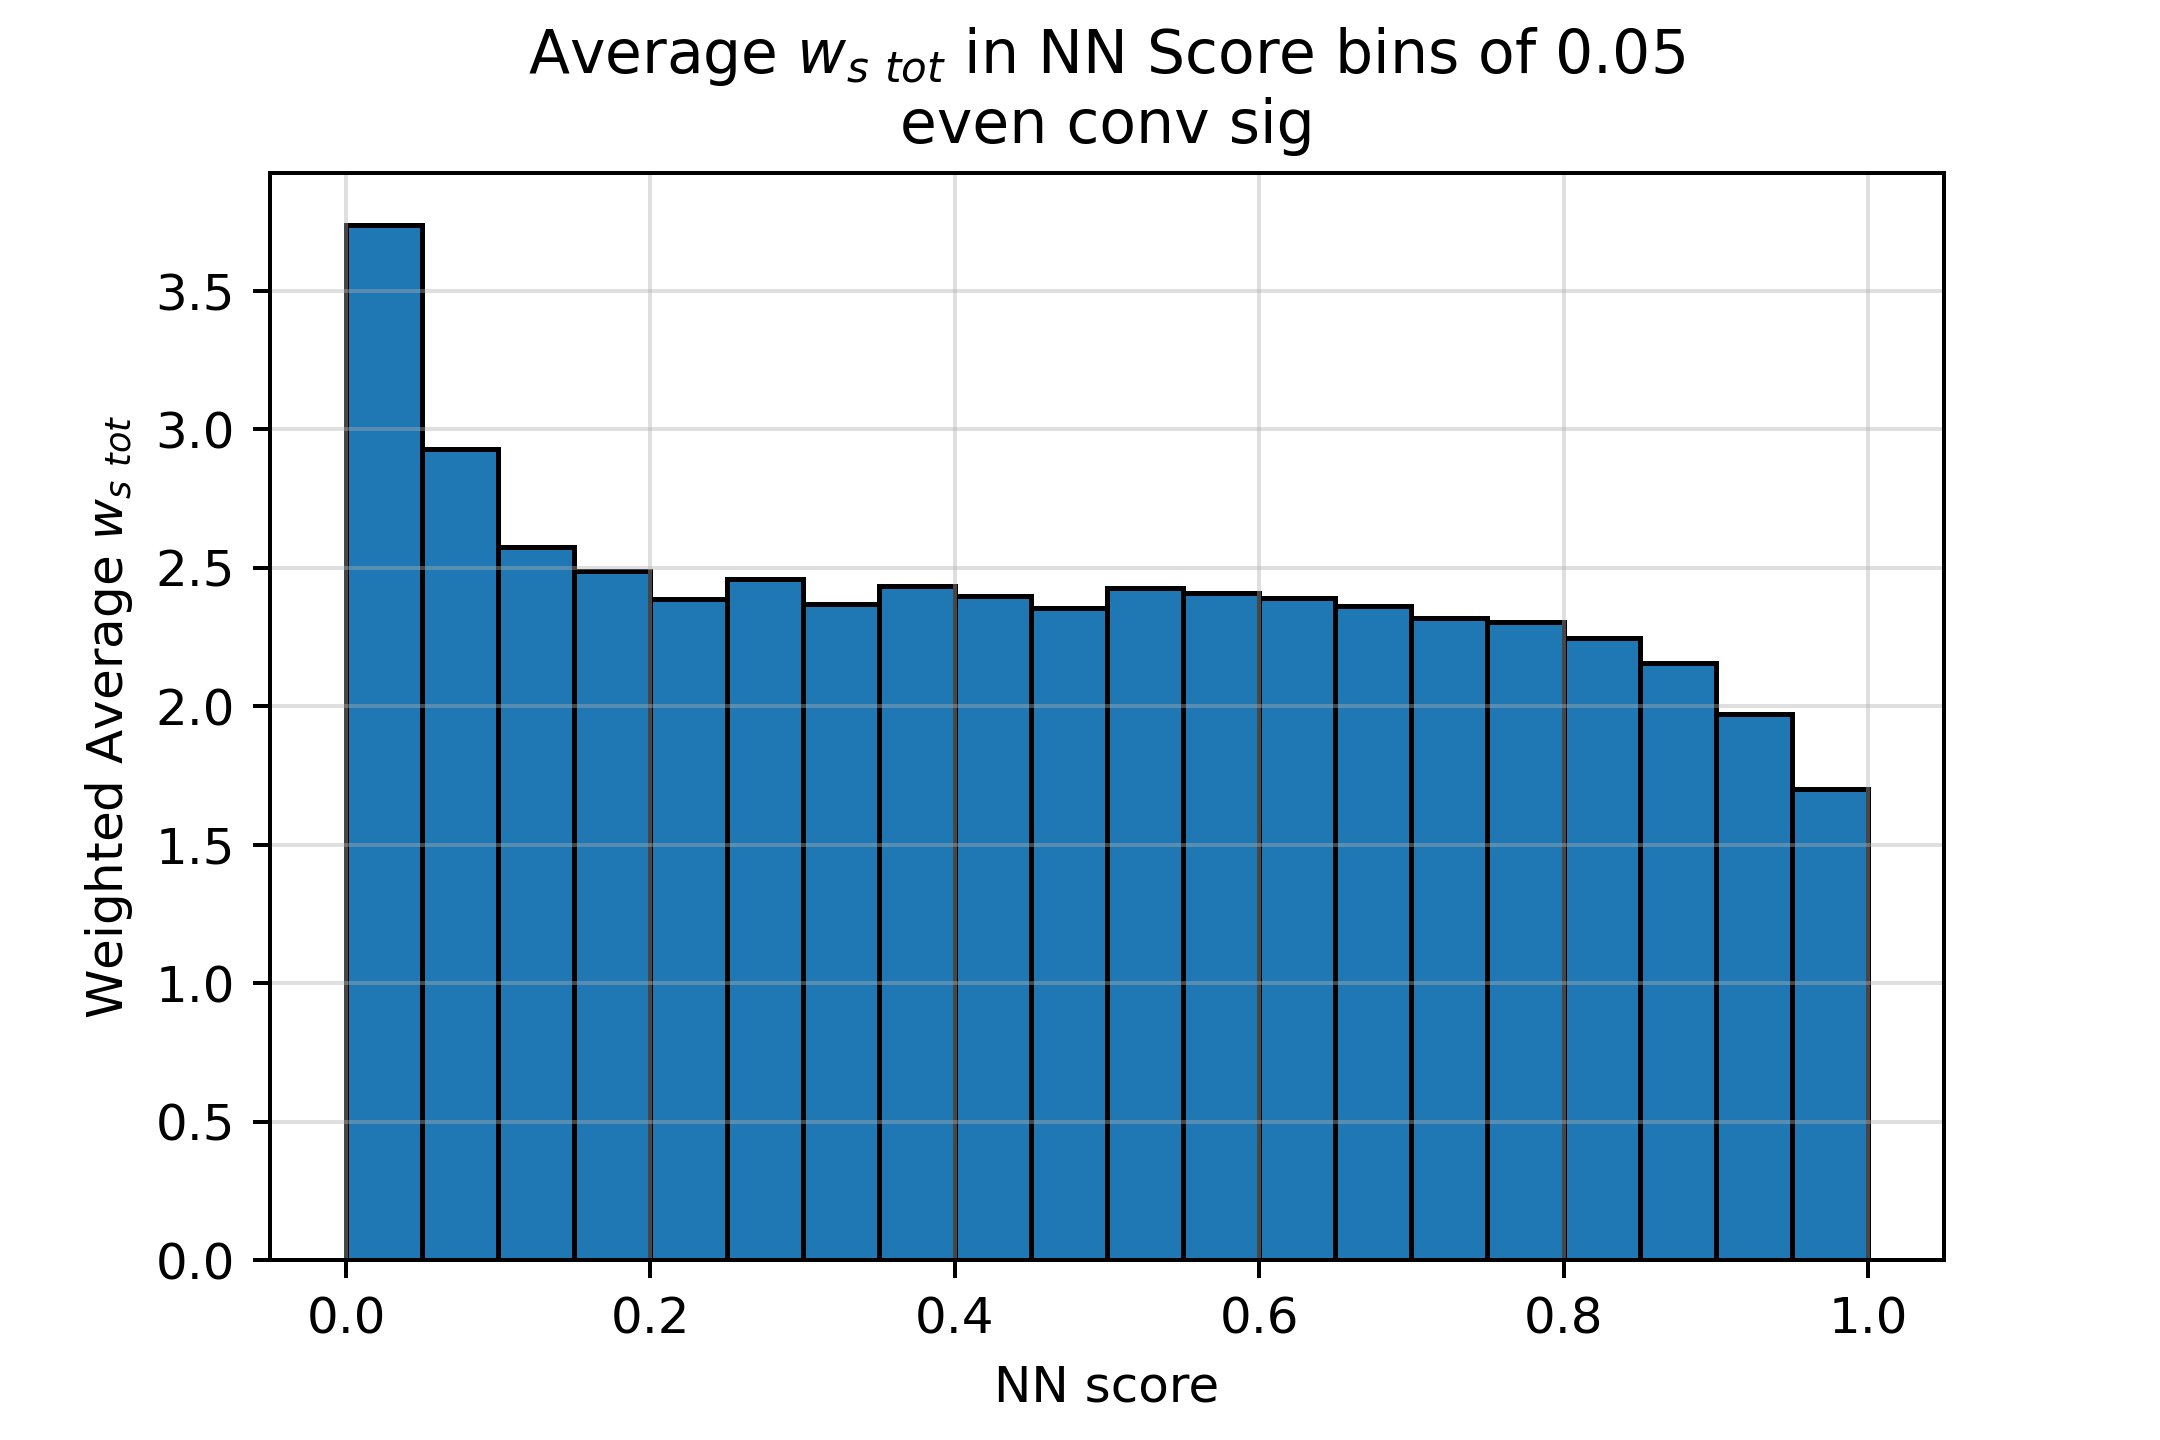 Average w_s tot in NN Score bins of 0.05
even conv sig
Weighted Average w_s tot
3.5
3.0
2.5
2.0
1.5
1.0
0.5
0.0
0.0 0.2 0.4 0.6 0.8 1.0
NN score